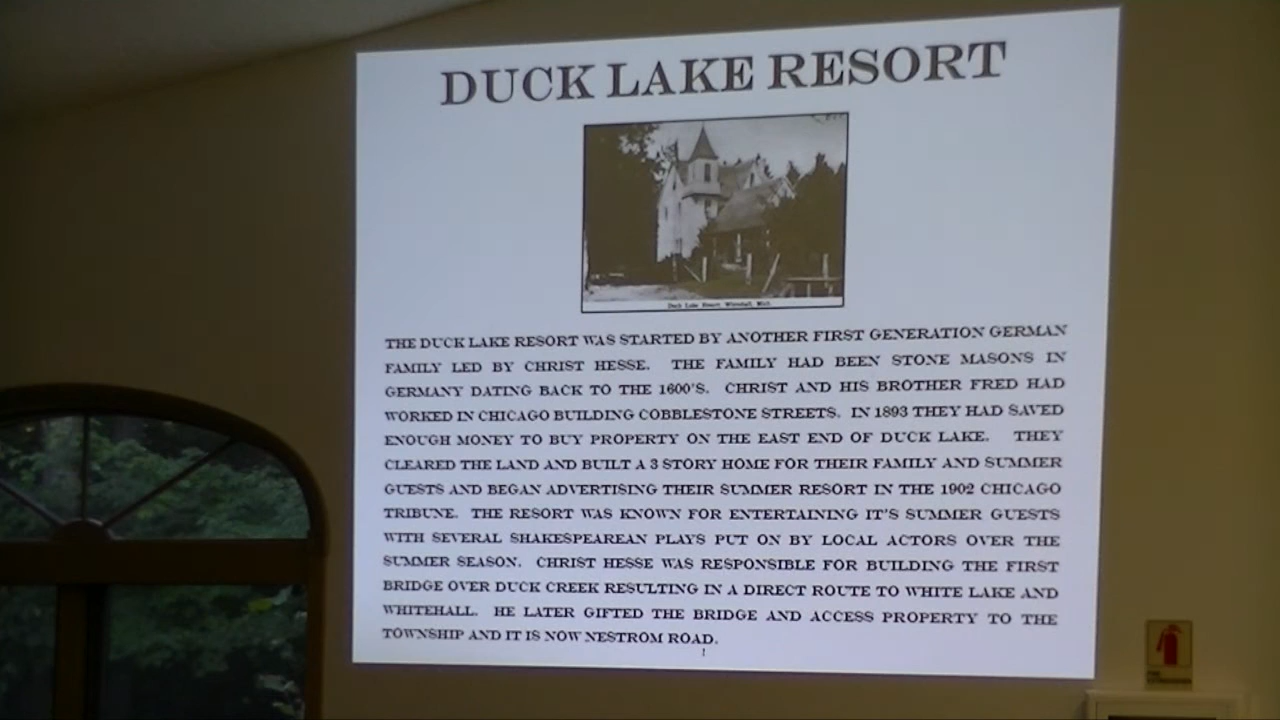 DUCK LAKE RESORT
Duck Lake Resort, Whitehall, Mich.
THE DUCK LAKE RESORT WAS STARTED BY ANOTHER FIRST GENERATION GERMAN
FAMILY LED BY CHRIST HESSE. THE FAMILY HAD BEEN STONE MASONS IN
GERMANY DATING BACK TO THE 1600'S. CHRIST AND HIS BROTHER FRED HAD
WORKED IN CHICAGO BUILDING COBBLESTONE STREETS. IN 1893 THEY HAD SAVED
ENOUGH MONEY TO BUY PROPERTY ON THE EAST END OF DUCK LAKE. THEY
CLEARED THE LAND AND BUILT A 3 STORY HOME FOR THEIR FAMILY AND SUMMER
GUESTS AND BEGAN ADVERTISING THEIR SUMMER RESORT IN THE 1902 CHICAGO
TRIBUNE. THE RESORT WAS KNOWN FOR ENTERTAINING IT'S SUMMER GUESTS
WITH SEVERAL SHAKESPEAREAN PLAYS PUT ON BY LOCAL ACTORS OVER THE
SUMMER SEASON. CHRIST HESSE WAS RESPONSIBLE FOR BUILDING THE FIRST
BRIDGE OVER DUCK CREEK RESULTING IN A DIRECT ROUTE TO WHITE LAKE AND
WHITEHALL. HE LATER GIFTED THE BRIDGE AND ACCESS PROPERTY TO THE
TOWNSHIP AND IT IS NOW NESTROM ROAD.